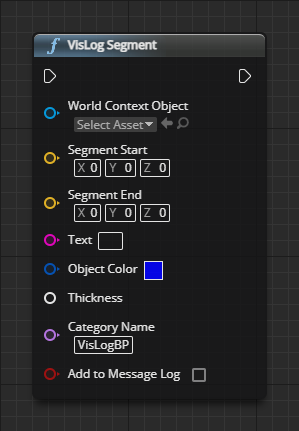 f VisLog Segment
World Context Object
Select Asset
Segment Start
X 0 Y 0 Z 0
Segment End
X 0 Y 0 Z 0
Text
Object Color
Thickness
Category Name
VisLogBP
Add to Message Log